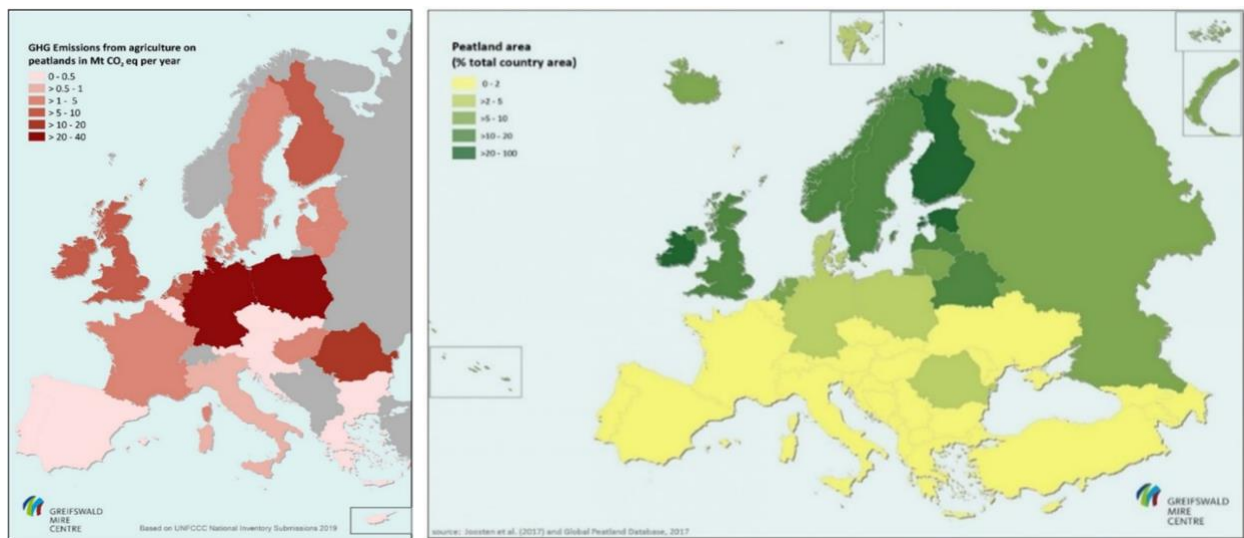 GHG Emissions from agriculture on
peatlands in Mt CO₂ eq per year
0 - 0.5
> 0.5 - 1
> 1 - 5
> 5 - 10
> 10 - 20
> 20 - 40
GREIFSWALD
MIRE
CENTRE
Based on UNFCCC National Inventory Submissions 2019
Peatland area
(% total country area)
0 - 2
>2 - 5
>5 - 10
>10 - 20
>20 - 100
GREIFSWALD
MIRE
CENTRE
source: Joosten et al. (2017) and Global Peatland Database, 2017